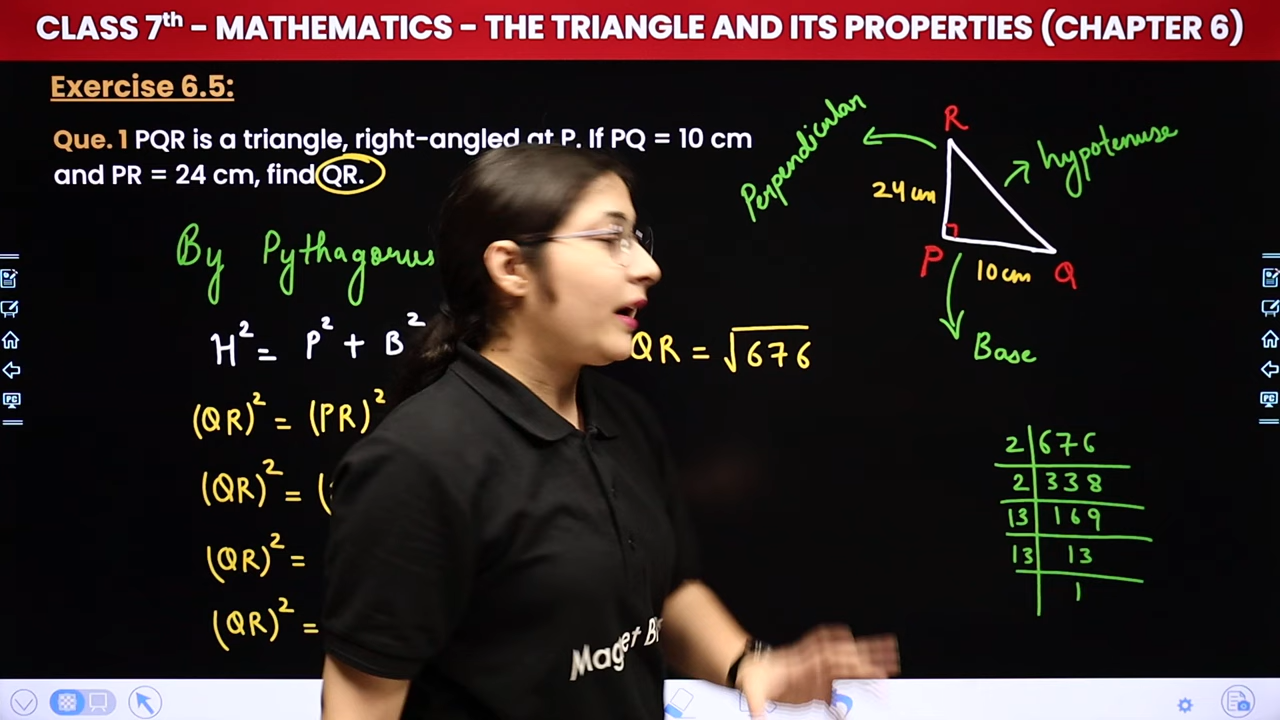 CLASS 7th - MATHEMATICS - THE TRIANGLE AND ITS PROPERTIES (CHAPTER 6)
Exercise 6.5:
Que. 1 PQR is a triangle, right-angled at P. If PQ = 10 cm
and PR = 24 cm, find QR.
By Pythagorus
H² = P² + B²
(QR)² = (PR)²
(QR)² = (
(QR)² =
(QR)² =
QR = √676
R
Perpendicular
hypotenuse
24 cm
P
10 cm
Q
Base
2 | 676
2 | 338
13 | 169
13 | 13
| 1
PC
PC